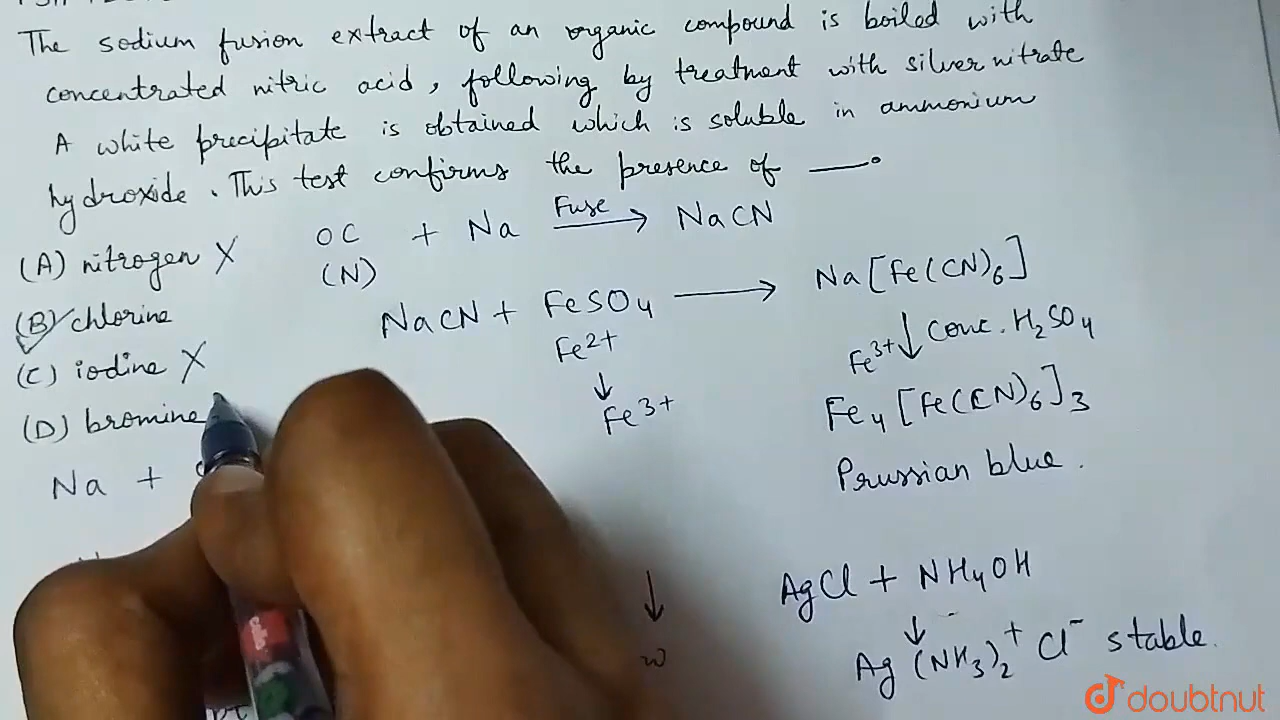 The sodium fusion extract of an organic compound is boiled with
concentrated nitric acid, following by treatment with silver nitrate
A white precipitate is obtained which is soluble in ammonium
hydroxide. This test confirms the presence of —.
(A) nitrogen X
OC + Na Fuse → NaCN
(N)
(B) chlorine
NaCN + FeSO4 → Na[Fe(CN)6]
Fe2+
↓
Fe3+
Fe3+ ↓ Conc. H2SO4
(C) iodine X
Fe4[Fe(CN)6]3
(D) bromine
Prussian blue.
Na +
AgCl + NH4OH
↓
↓
Ag(NH3)2+ Cl- stable.
w
doubtnut